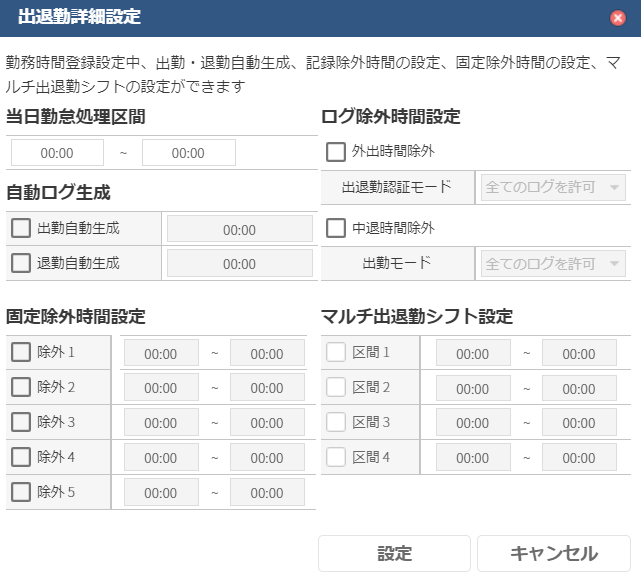 出退勤詳細設定
勤務時間登録設定中、出勤・退勤自動生成、記録除外時間の設定、固定除外時間の設定、マ
ルチ出退勤シフトの設定ができます
当日勤怠処理区間
00:00 ~ 00:00
自動ログ生成
出勤自動生成 00:00
退勤自動生成 00:00
ログ除外時間設定
外出時間除外
出退勤認証モード 全てのログを許可
中退時間除外
出勤モード 全てのログを許可
固定除外時間設定
除外 1 00:00 ~ 00:00
除外 2 00:00 ~ 00:00
除外 3 00:00 ~ 00:00
除外 4 00:00 ~ 00:00
除外 5 00:00 ~ 00:00
マルチ出退勤シフト設定
区間 1 00:00 ~ 00:00
区間 2 00:00 ~ 00:00
区間 3 00:00 ~ 00:00
区間 4 00:00 ~ 00:00
設定 キャンセル